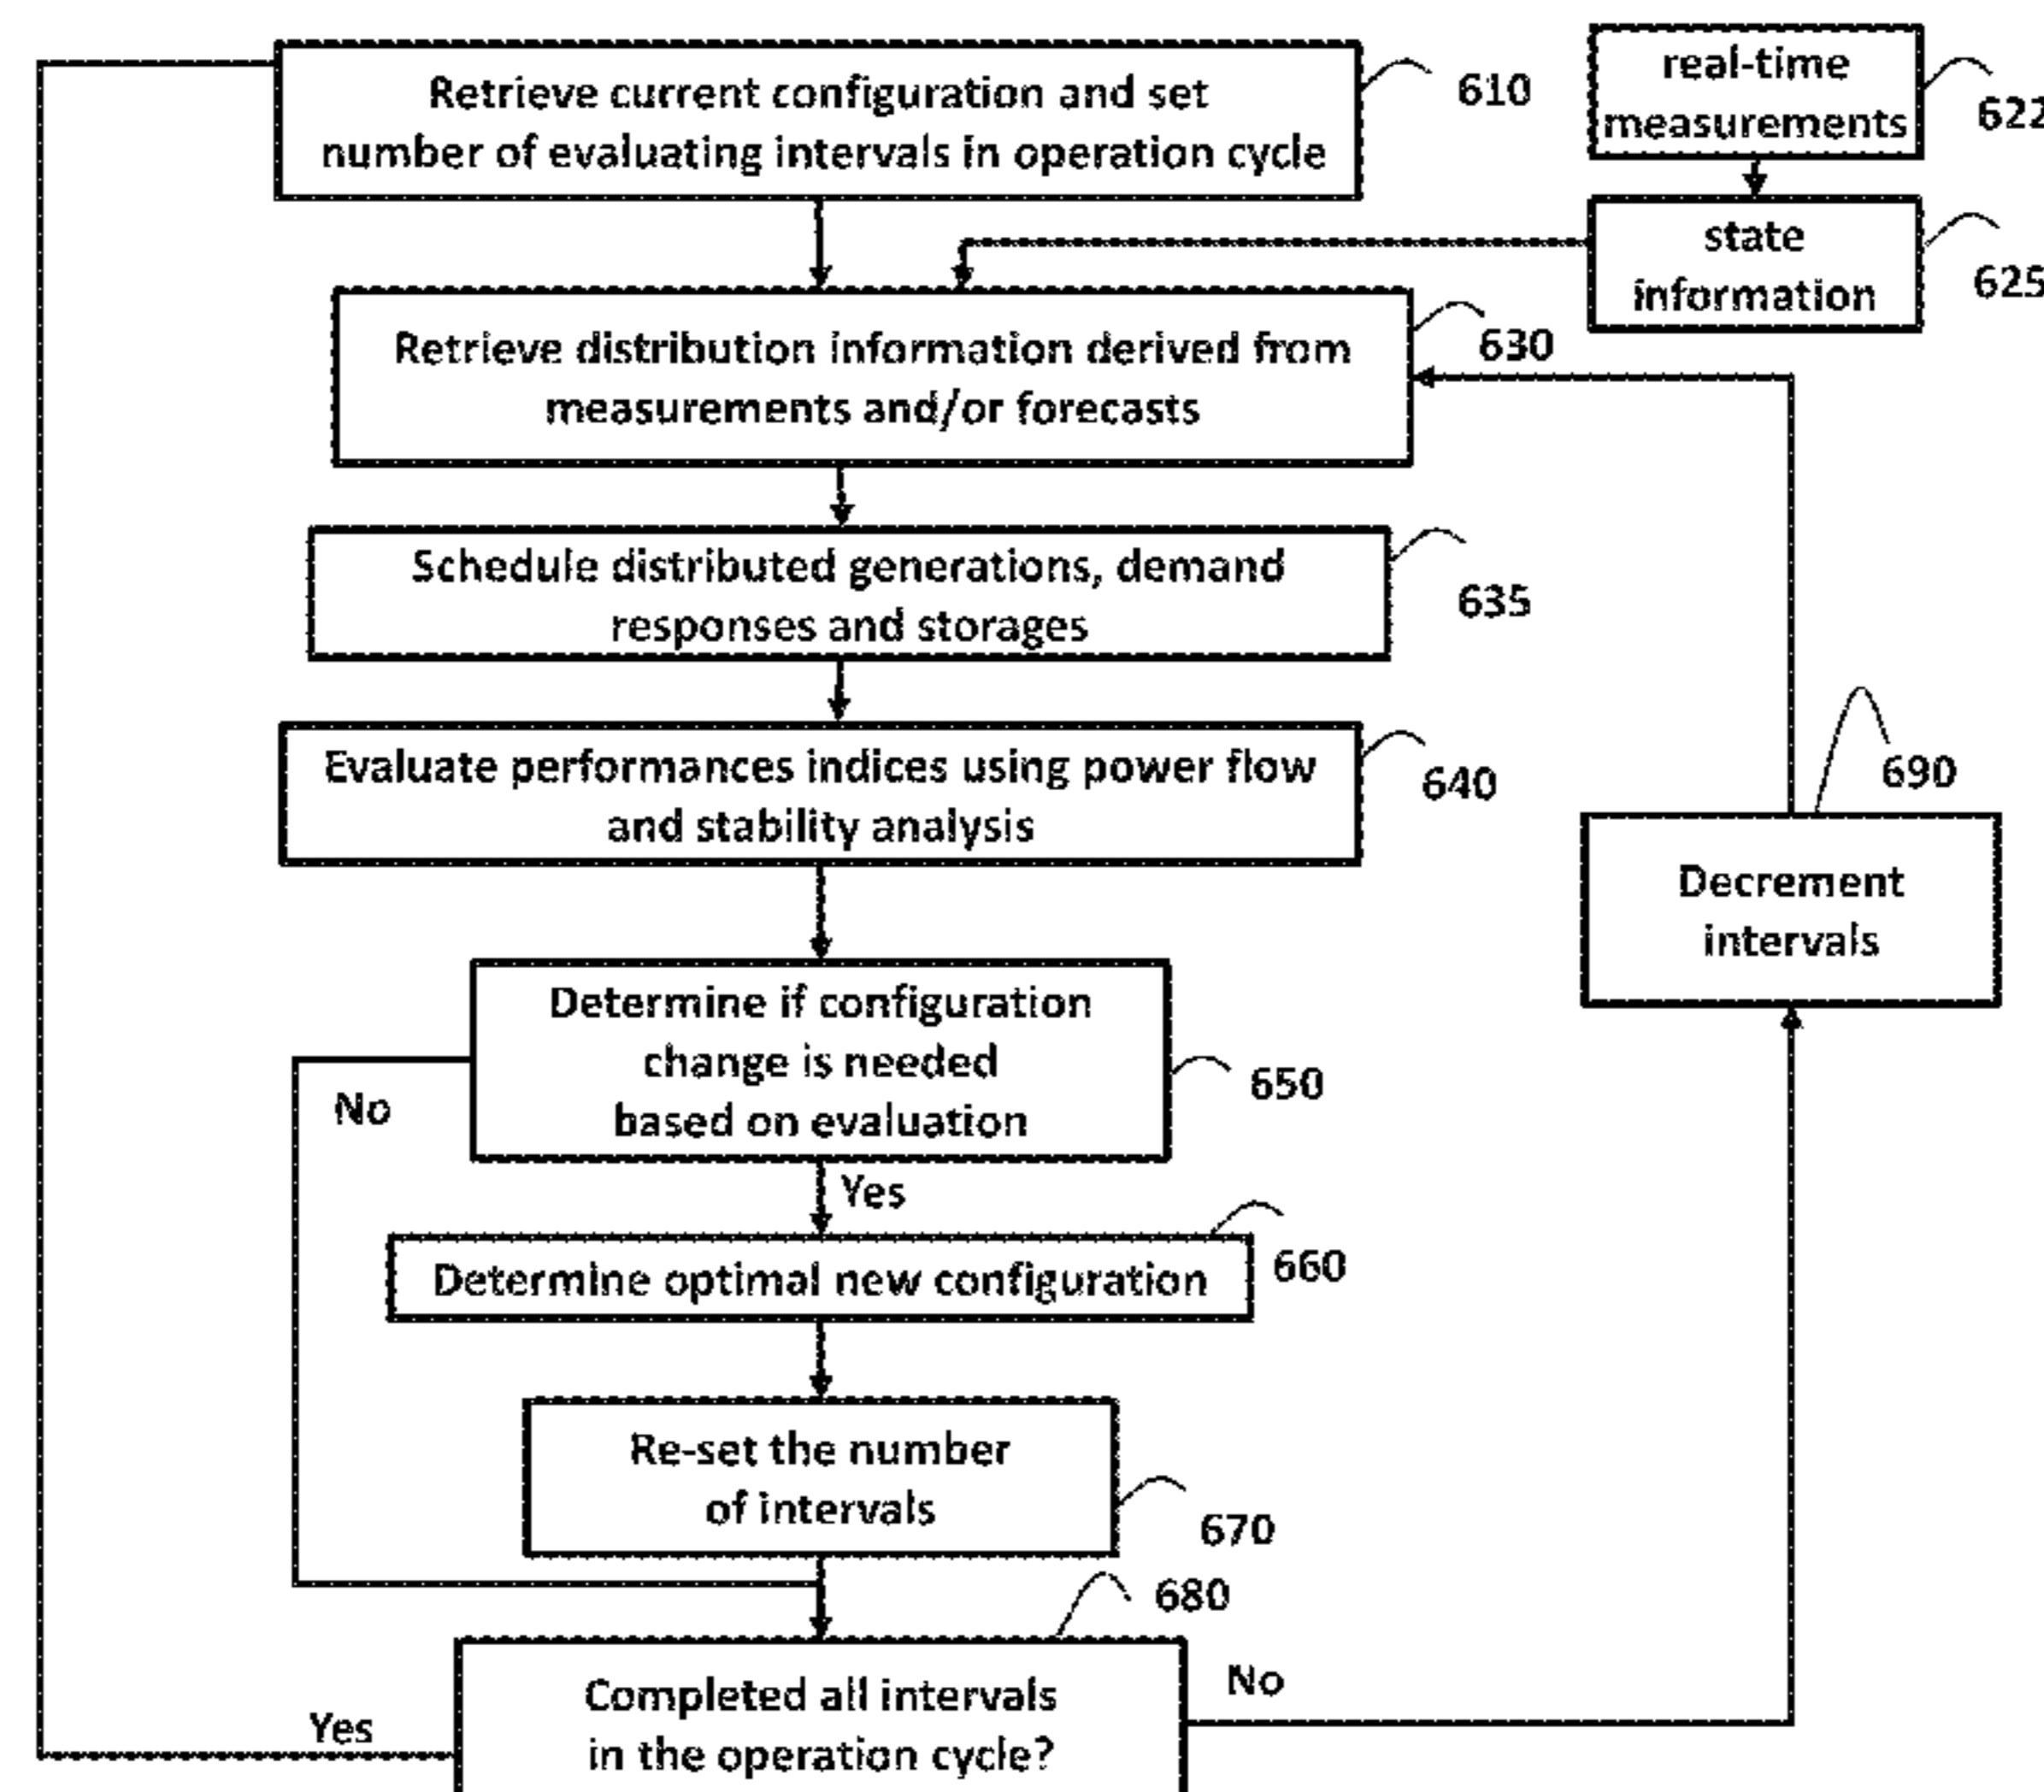 Retrieve current configuration and set
number of evaluating intervals in operation cycle
610
real-time
measurements
622
state
information
625
Retrieve distribution information derived from
measurements and/or forecasts
630
Schedule distributed generations, demand
responses and storages
635
Evaluate performances indices using power flow
and stability analysis
640
690
Decrement
intervals
Determine if configuration
change is needed
based on evaluation
650
No
Yes
Determine optimal new configuration
660
Re-set the number
of intervals
670
680
Completed all intervals
in the operation cycle?
No
Yes